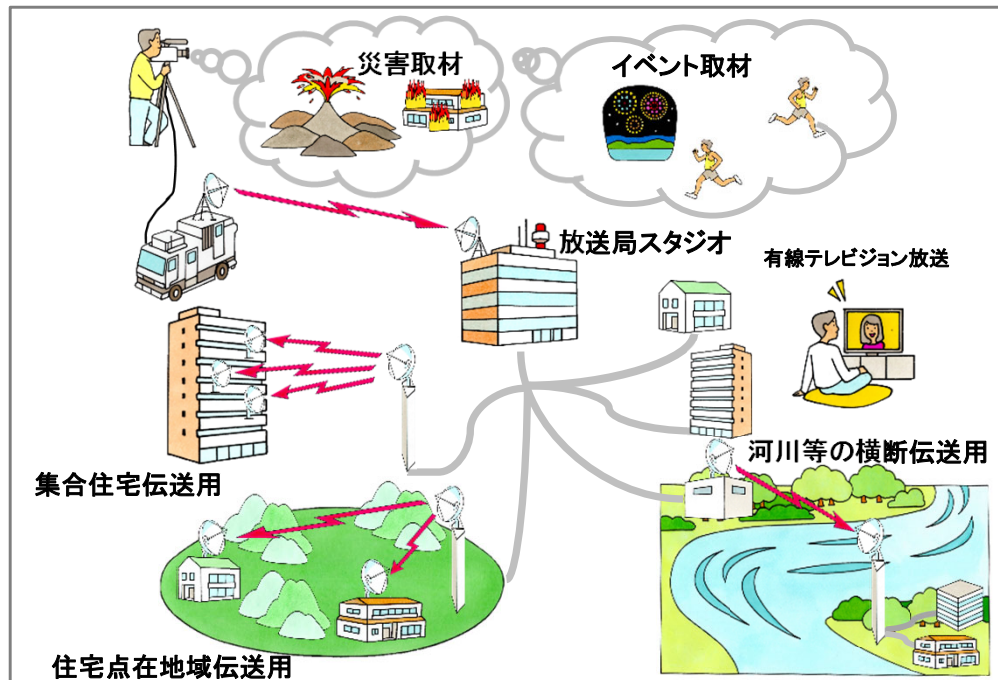 災害取材
イベント取材
放送局スタジオ
有線テレビジョン放送
集合住宅伝送用
河川等の横断伝送用
住宅点在地域伝送用